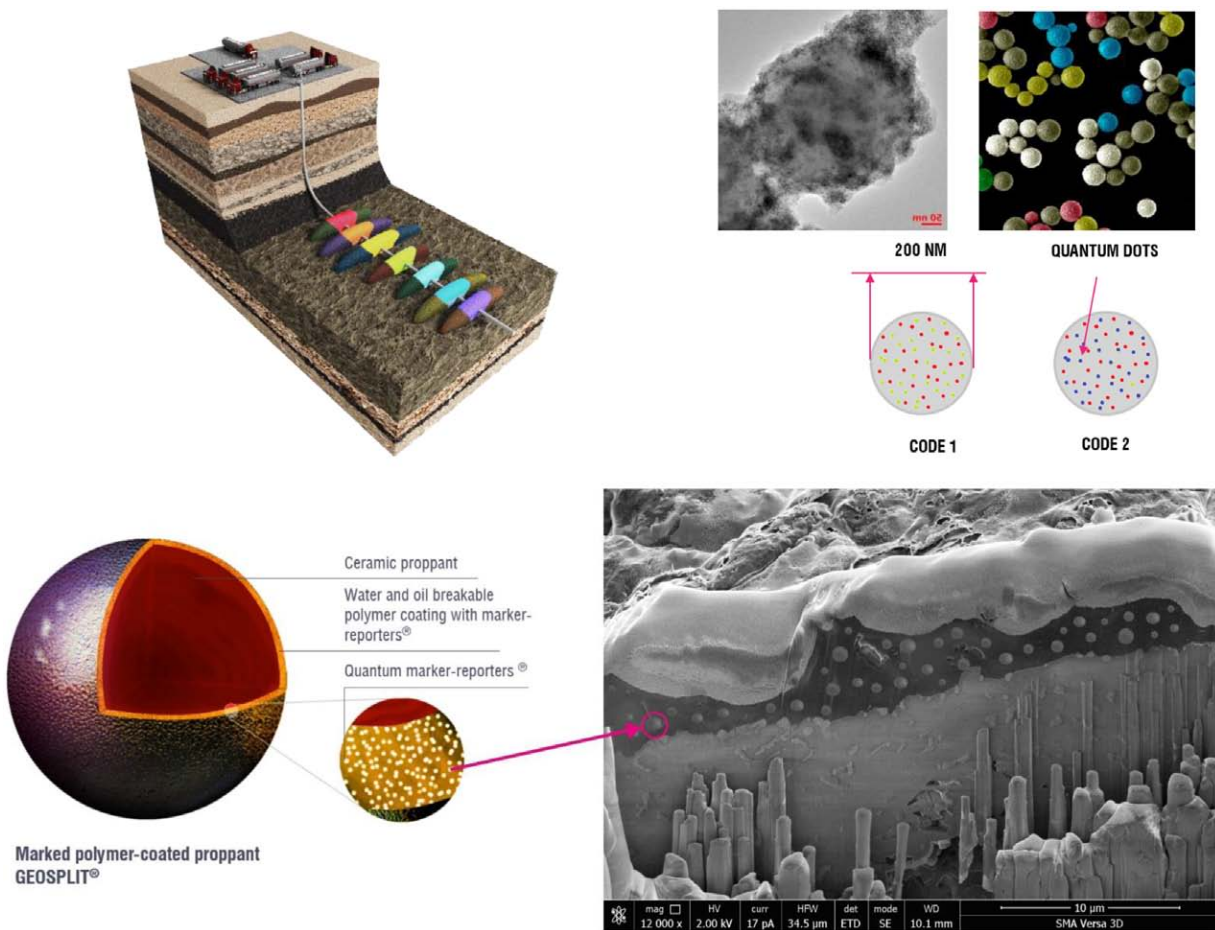 50 nm
200 NM
QUANTUM DOTS
CODE 1
CODE 2
Ceramic proppant
Water and oil breakable
polymer coating with marker-
reporters®
Quantum marker-reporters ®
Marked polymer-coated proppant
GEOSPLIT®
mag HV curr HFW det mode WD 10 µm
12 000 x 2.00 kV 17 pA 34.5 µm ETD SE 10.1 mm SMA Versa 3D